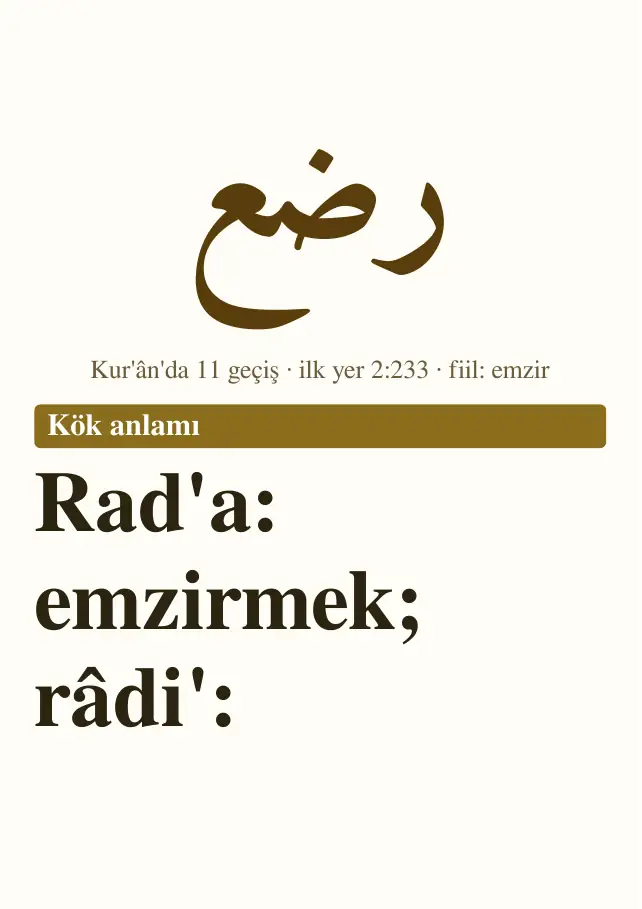 رضع
Kur'ân'da 11 geçiş · ilk yer 2:233 · fiil: emzir
Kök anlamı
Rad'a:
emzirmek;
râdi':